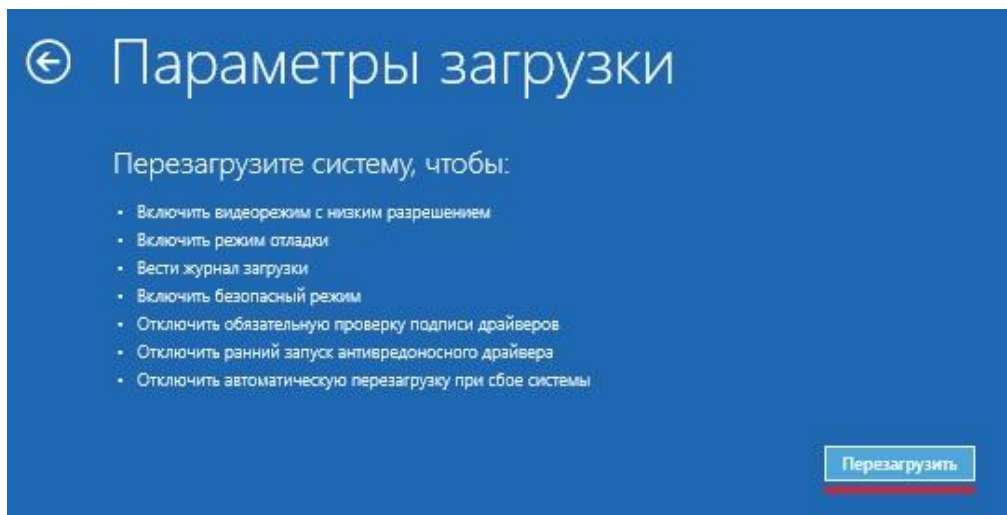 Параметры загрузки
Перезагрузите систему, чтобы:
• Включить видеорежим с низким разрешением
• Включить режим отладки
• Вести журнал загрузки
• Включить безопасный режим
• Отключить обязательную проверку подписи драйверов
• Отключить ранний запуск антивредоносного драйвера
• Отключить автоматическую перезагрузку при сбое системы
Перезагрузить